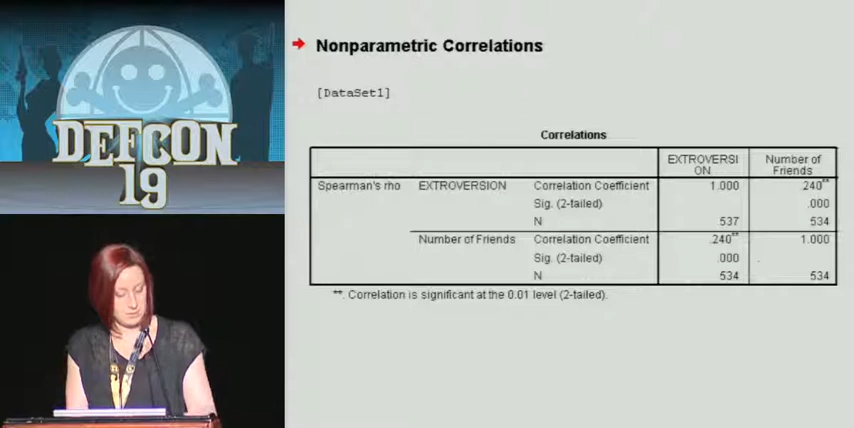 DEFCON
19
Nonparametric Correlations
[DataSet1]
Correlations
EXTROVERSI
ON
Number of
Friends
Spearman's rho EXTROVERSION Correlation Coefficient 1.000 .240**
Sig. (2-tailed) .000
N 537 534
Number of Friends Correlation Coefficient .240** 1.000
Sig. (2-tailed) .000 .
N 534 534
**. Correlation is significant at the 0.01 level (2-tailed).